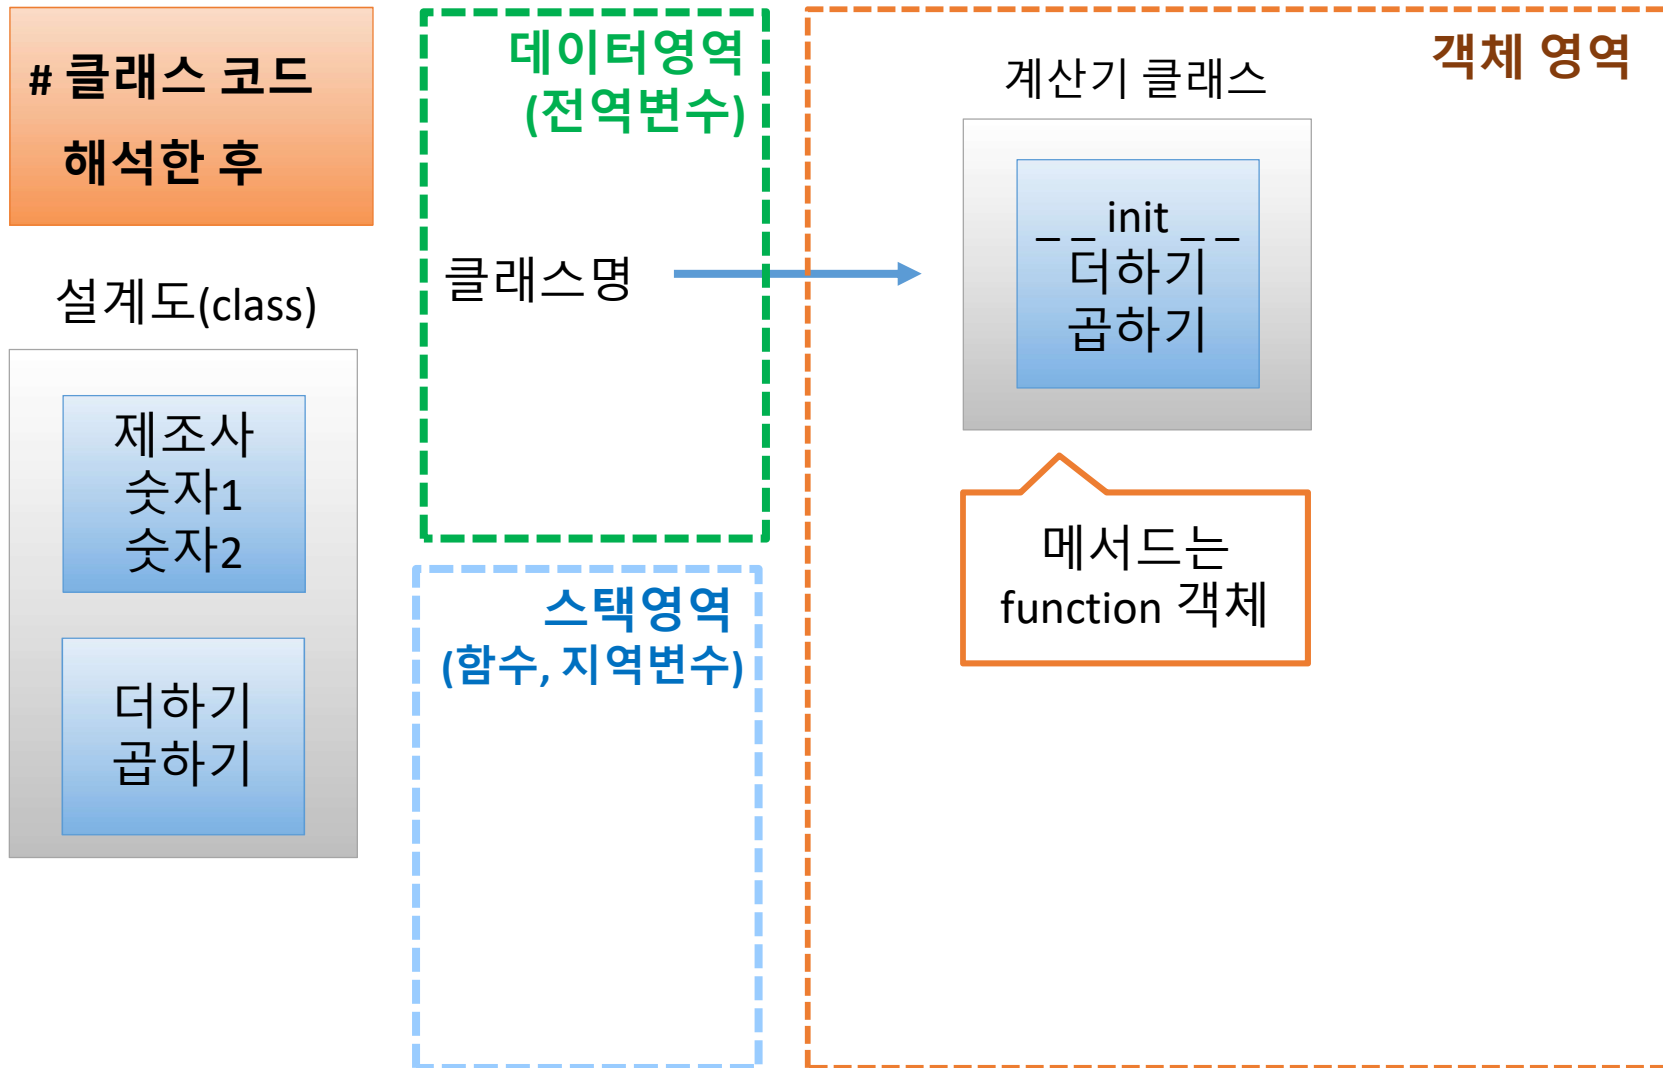 # 클래스 코드
해석한 후
설계도(class)
제조사
숫자1
숫자2
더하기
곱하기
데이터영역
(전역변수)
클래스명
스택영역
(함수, 지역변수)
객체 영역
계산기 클래스
_ _ init _ _
더하기
곱하기
메서드는
function 객체